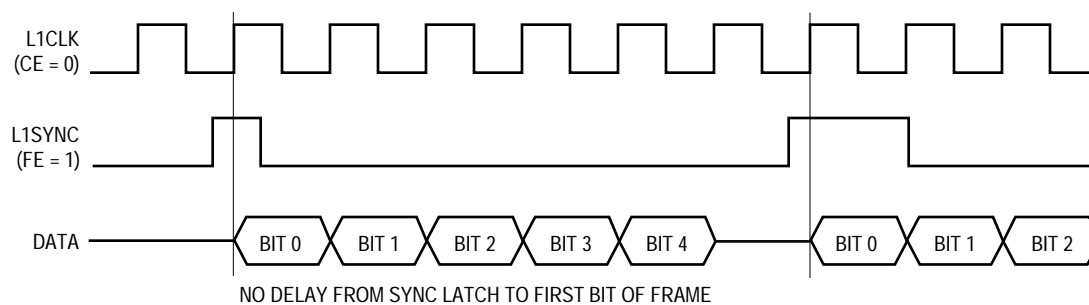 L1CLK
(CE = 0)
L1SYNC
(FE = 1)
DATA
BIT 0
BIT 1
BIT 2
BIT 3
BIT 4
BIT 0
BIT 1
BIT 2
NO DELAY FROM SYNC LATCH TO FIRST BIT OF FRAME